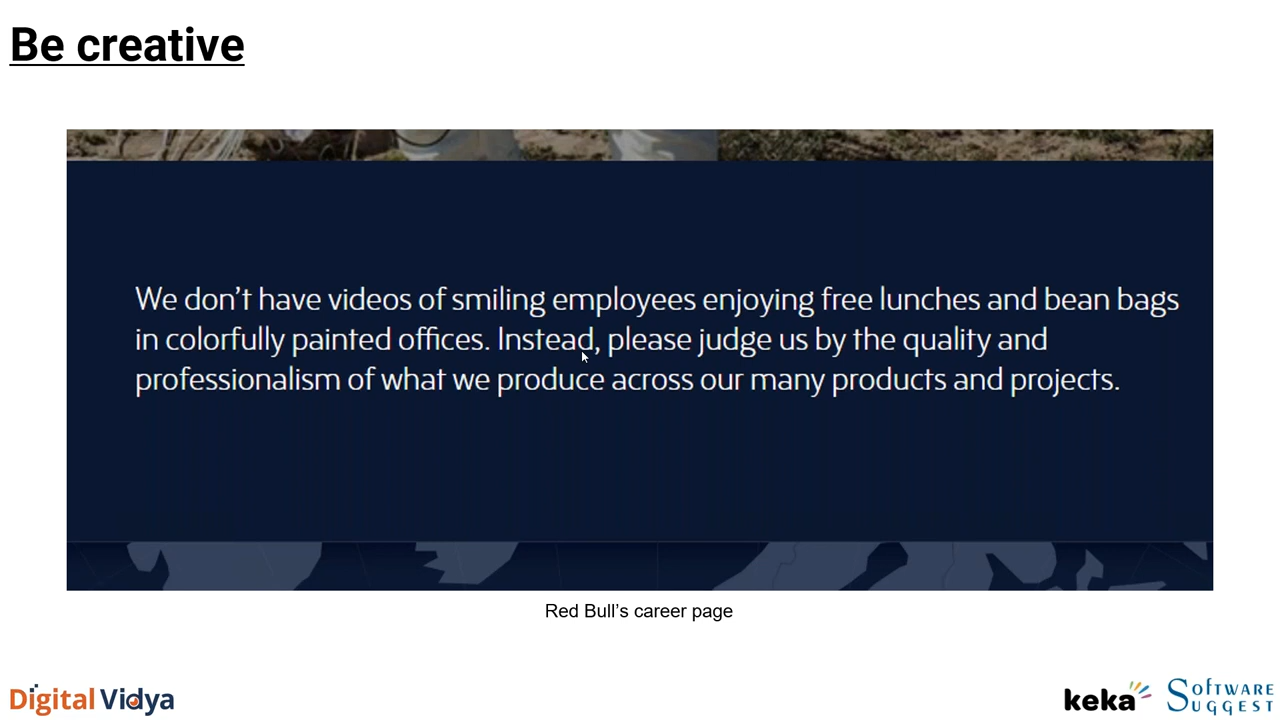 Be creative
We don’t have videos of smiling employees enjoying free lunches and bean bags
in colorfully painted offices. Instead, please judge us by the quality and
professionalism of what we produce across our many products and projects.
Red Bull’s career page
Digital Vidya
keka
SOFTWARE
SUGGEST